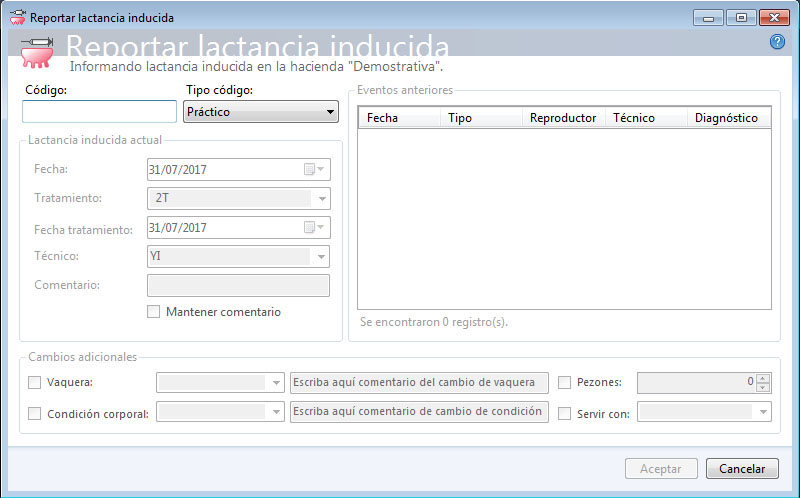 Reportar lactancia inducida
Reportar lactancia inducida
Informando lactancia inducida en la hacienda "Demostrativa".
Código:
Tipo código:
Práctico
Lactancia inducida actual
Fecha:
31/07/2017
Tratamiento:
2T
Fecha tratamiento:
31/07/2017
Técnico:
YI
Comentario:
Mantener comentario
Eventos anteriores
Fecha Tipo Reproductor Técnico Diagnóstico
Se encontraron 0 registro(s).
Cambios adicionales
Vaquera:
Escriba aquí comentario del cambio de vaquera
Pezones:
0
Condición corporal:
Escriba aquí comentario de cambio de condición
Servir con:
Aceptar
Cancelar